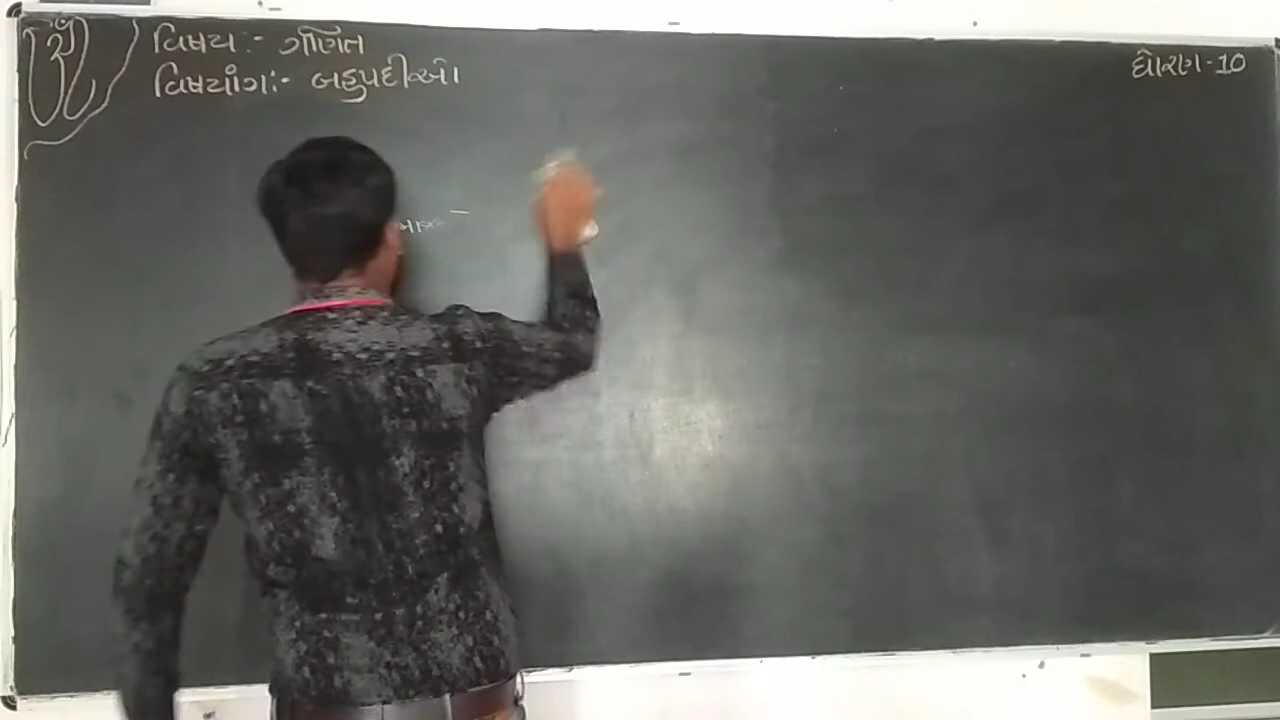 ૐ
વિષય :- ગણિત
વિષયાંગ:- બહુપદીઓ
ધોરણ-10